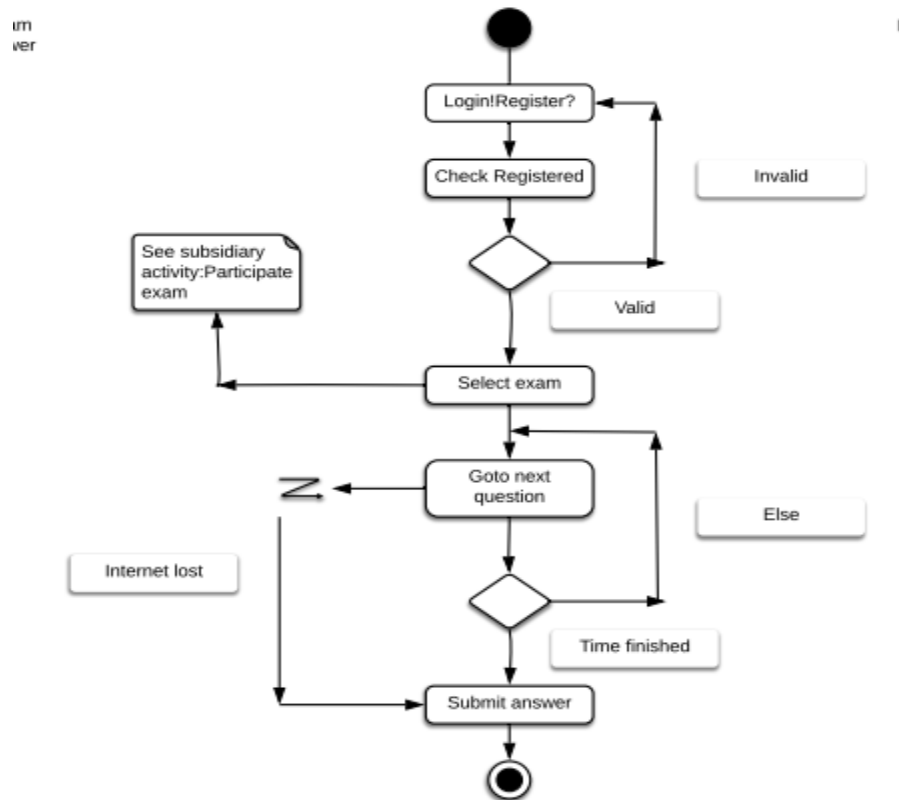 Login!Register?
Check Registered
Invalid
See subsidiary
activity:Participate
exam
Valid
Select exam
Goto next
question
Else
Internet lost
Time finished
Submit answer